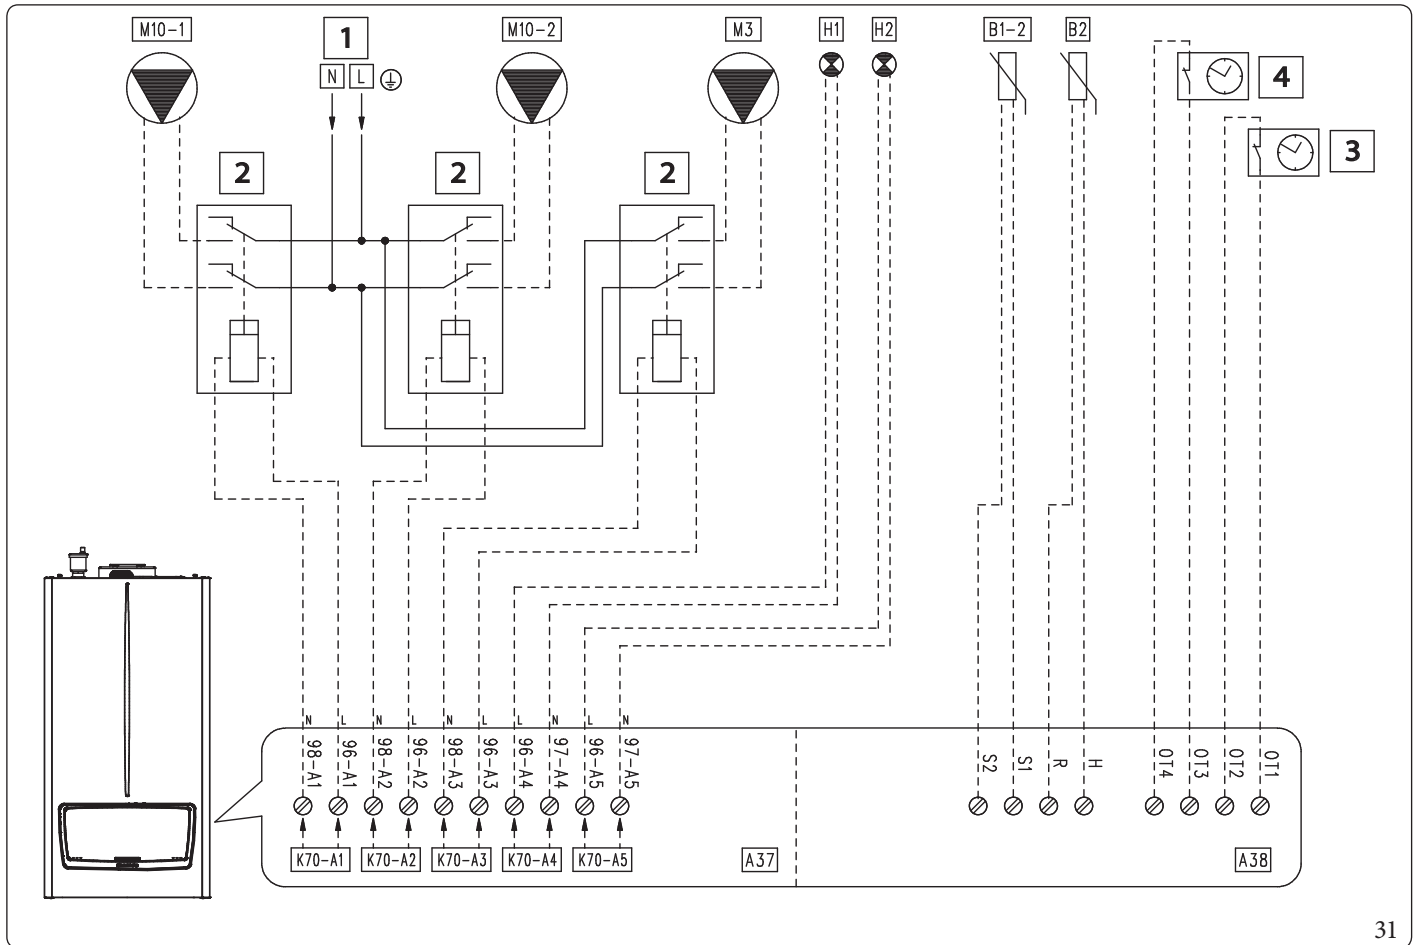 M10-1
1
M10-2
M3
H1
H2
B1-2
B2
N L
4
3
2
2
2
N L N L N L L N L N
98-A1
96-A1
98-A2
96-A2
98-A3
96-A3
96-A4
97-A4
96-A5
97-A5
S2
S1
R
H
OT4
OT3
OT2
OT1
K70-A1
K70-A2
K70-A3
K70-A4
K70-A5
A37
A38
31